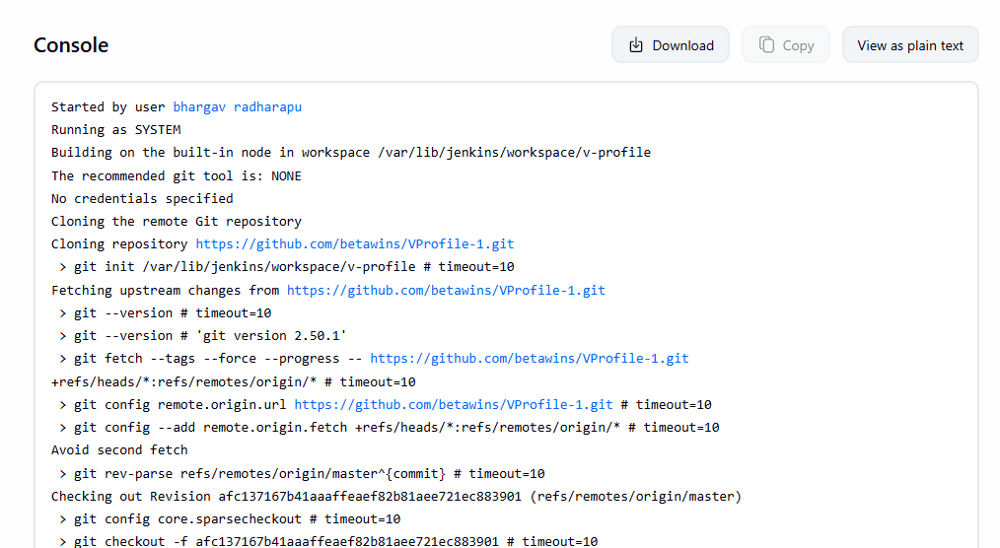 Console
Download
Copy
View as plain text
Started by user bhargav radharapu
Running as SYSTEM
Building on the built-in node in workspace /var/lib/jenkins/workspace/v-profile
The recommended git tool is: NONE
No credentials specified
Cloning the remote Git repository
Cloning repository https://github.com/betawins/VProfile-1.git
 > git init /var/lib/jenkins/workspace/v-profile # timeout=10
Fetching upstream changes from https://github.com/betawins/VProfile-1.git
 > git --version # timeout=10
 > git --version # 'git version 2.50.1'
 > git fetch --tags --force --progress -- https://github.com/betawins/VProfile-1.git
+refs/heads/*:refs/remotes/origin/* # timeout=10
 > git config remote.origin.url https://github.com/betawins/VProfile-1.git # timeout=10
 > git config --add remote.origin.fetch +refs/heads/*:refs/remotes/origin/* # timeout=10
Avoid second fetch
 > git rev-parse refs/remotes/origin/master^{commit} # timeout=10
Checking out Revision afc137167b41aaaffeaef82b81aee721ec883901 (refs/remotes/origin/master)
 > git config core.sparsecheckout # timeout=10
 > git checkout -f afc137167b41aaaffeaef82b81aee721ec883901 # timeout=10